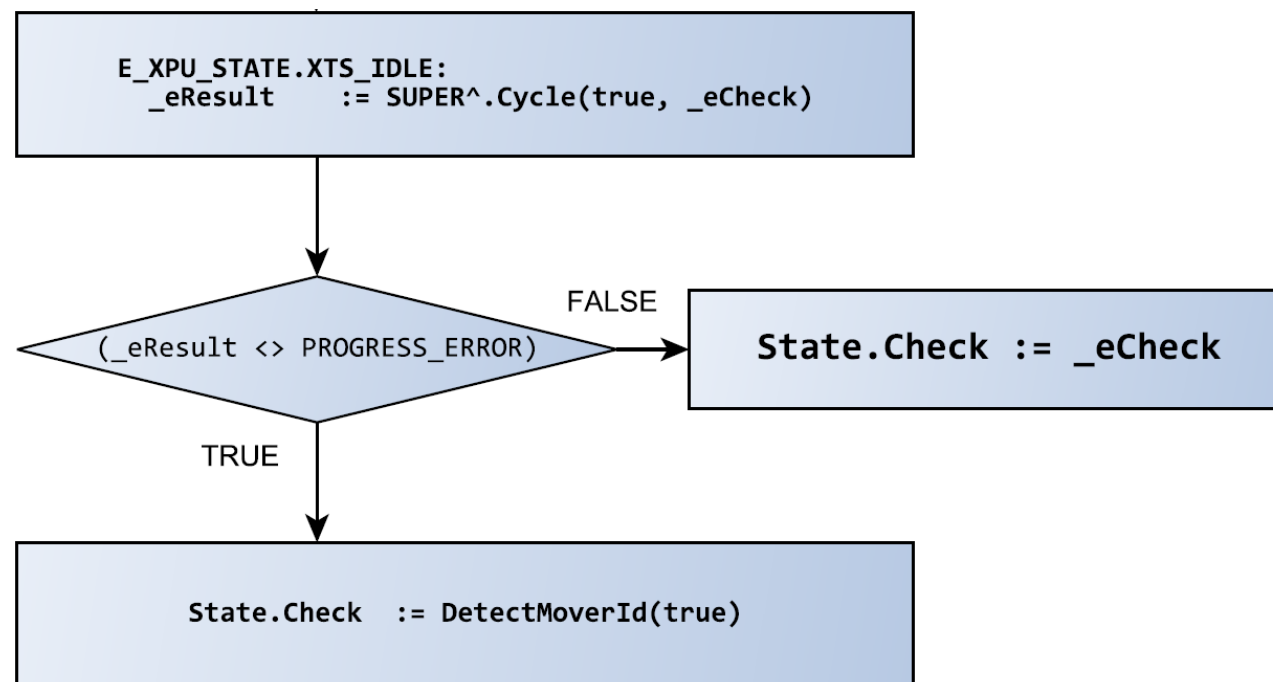 E_XPU_STATE.XTS_IDLE:
_eResult     := SUPER^.Cycle(true, _eCheck)
(_eResult <> PROGRESS_ERROR)
FALSE
State.Check := _eCheck
TRUE
State.Check  := DetectMoverId(true)